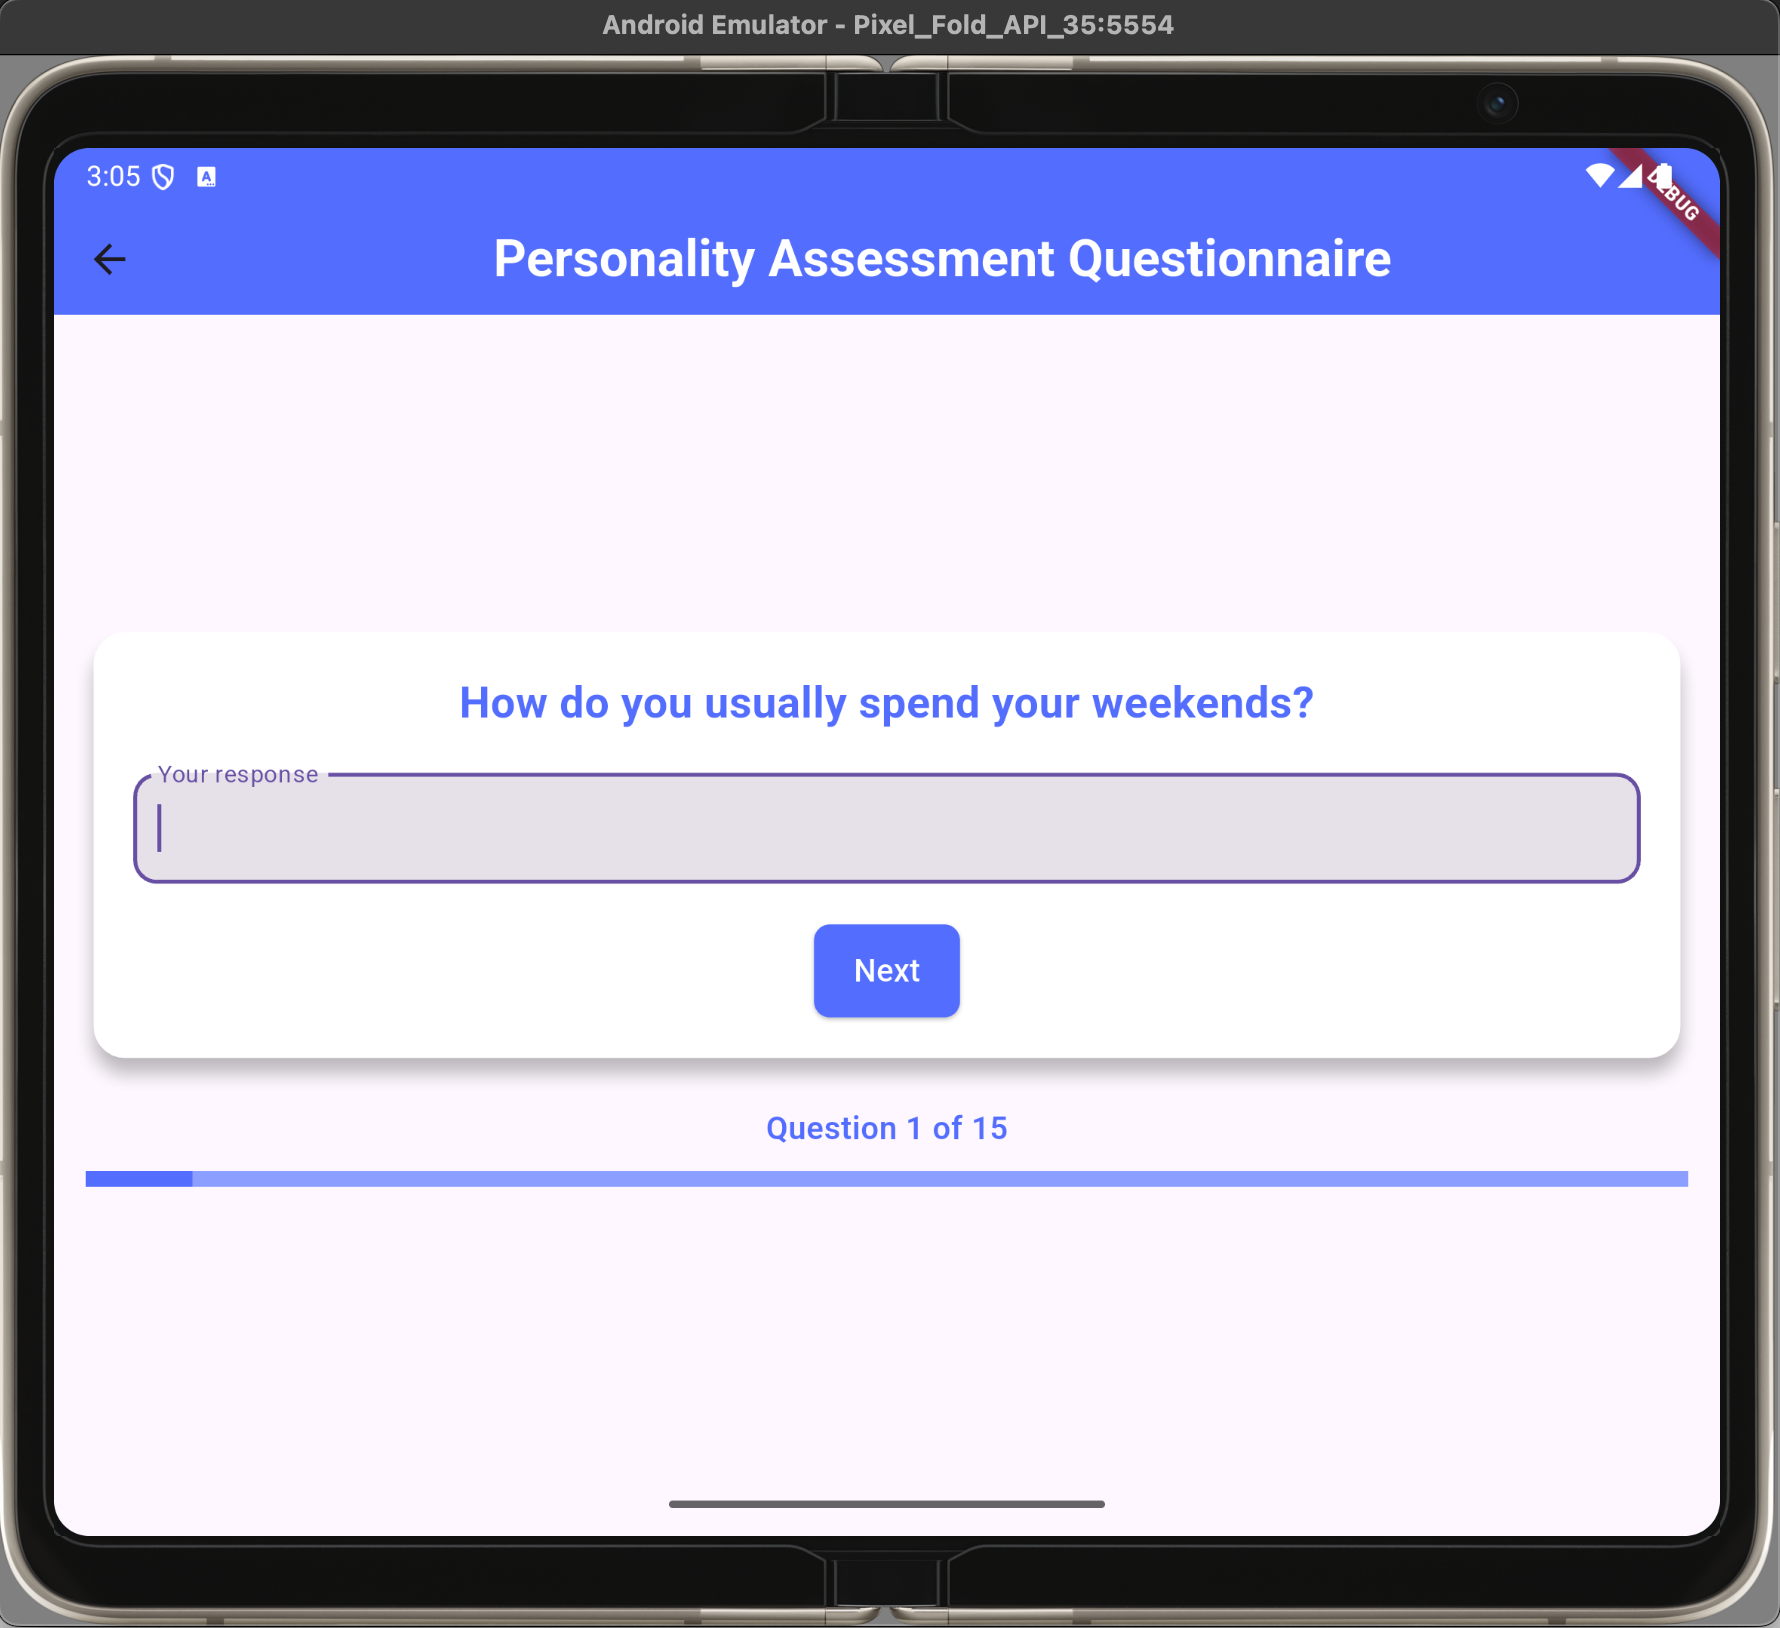 Android Emulator - Pixel_Fold_API_35:5554
3:05 A
DEBUG
Personality Assessment Questionnaire
How do you usually spend your weekends?
Your response
Next
Question 1 of 15